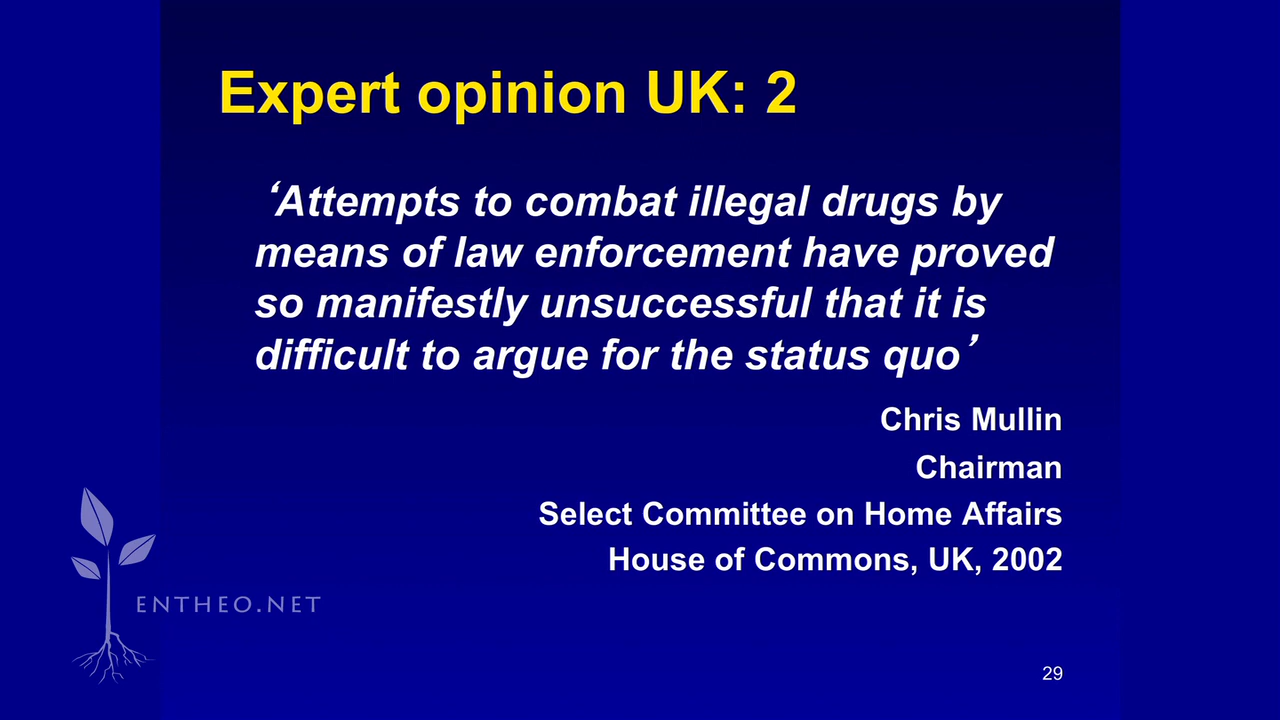 Expert opinion UK: 2
‘Attempts to combat illegal drugs by
means of law enforcement have proved
so manifestly unsuccessful that it is
difficult to argue for the status quo’
Chris Mullin
Chairman
Select Committee on Home Affairs
House of Commons, UK, 2002
ENTHEO.NET
29